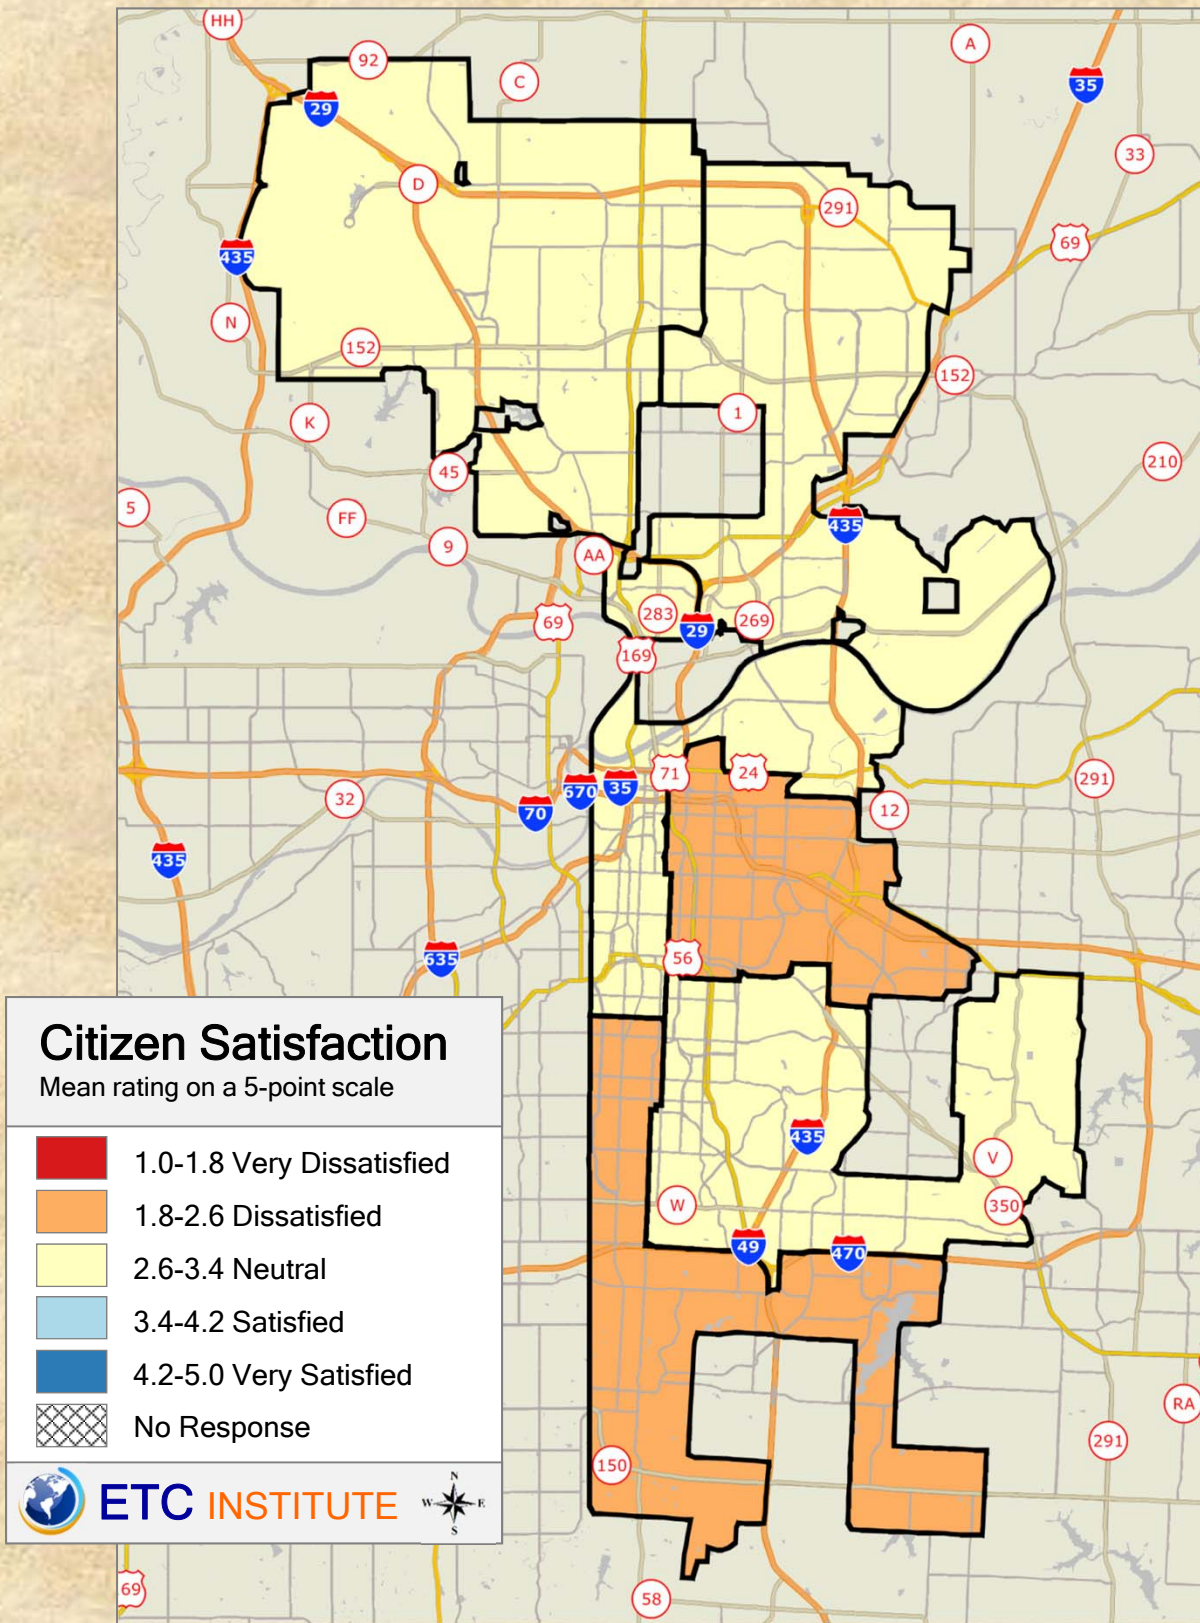 HH
92
C
A
35
29
33
D
291
69
435
N
152
152
K
1
45
210
5
FF
435
9
AA
283
69
29
269
169
71
24
670
35
291
32
70
12
435
56
635
Citizen Satisfaction
Mean rating on a 5-point scale
1.0-1.8 Very Dissatisfied
1.8-2.6 Dissatisfied
2.6-3.4 Neutral
3.4-4.2 Satisfied
4.2-5.0 Very Satisfied
No Response
ETC INSTITUTE
N
W E
S
435
V
W
350
49
470
RA
291
150
69
58